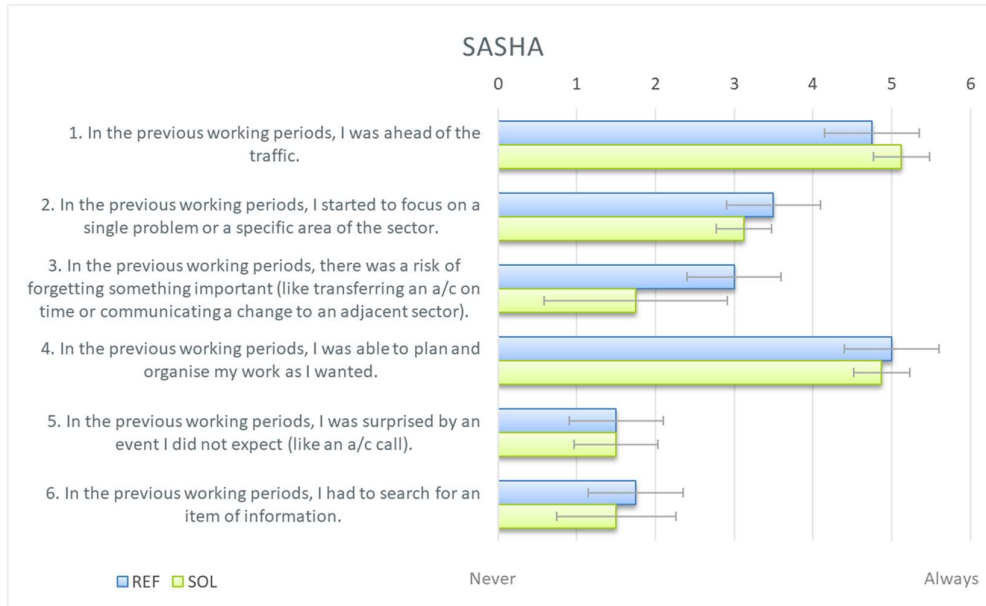 SASHA
0 1 2 3 4 5 6
1. In the previous working periods, I was ahead of the
traffic.
2. In the previous working periods, I started to focus on a
single problem or a specific area of the sector.
3. In the previous working periods, there was a risk of
forgetting something important (like transferring an a/c on
time or communicating a change to an adjacent sector).
4. In the previous working periods, I was able to plan and
organise my work as I wanted.
5. In the previous working periods, I was surprised by an
event I did not expect (like an a/c call).
6. In the previous working periods, I had to search for an
item of information.
REF SOL
Never Always